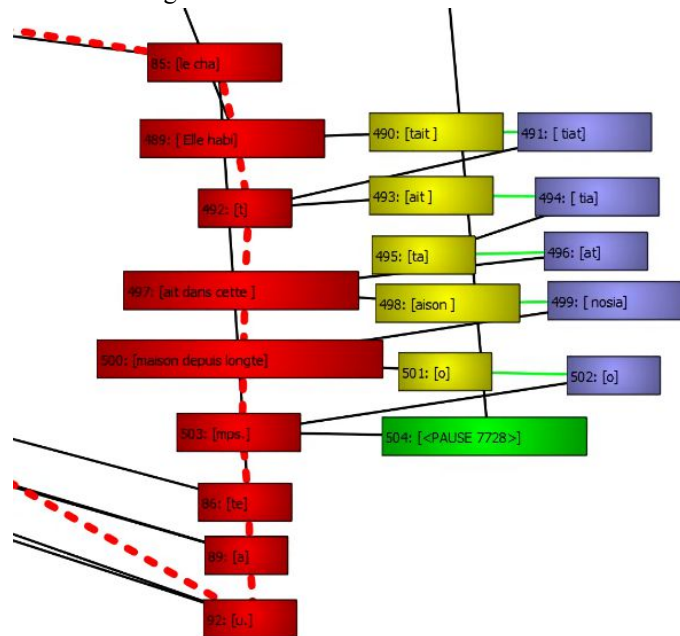 85: [le cha]
489: [ Elle habi]
490: [tait ]
491: [ tiat]
492: [t]
493: [ait ]
494: [ tia]
495: [ta]
496: [at]
497: [ait dans cette ]
498: [aison ]
499: [ nosia]
500: [maison depuis longte]
501: [o]
502: [o]
503: [mps.]
504: [<PAUSE 7728>]
86: [te]
89: [a]
92: [u.]